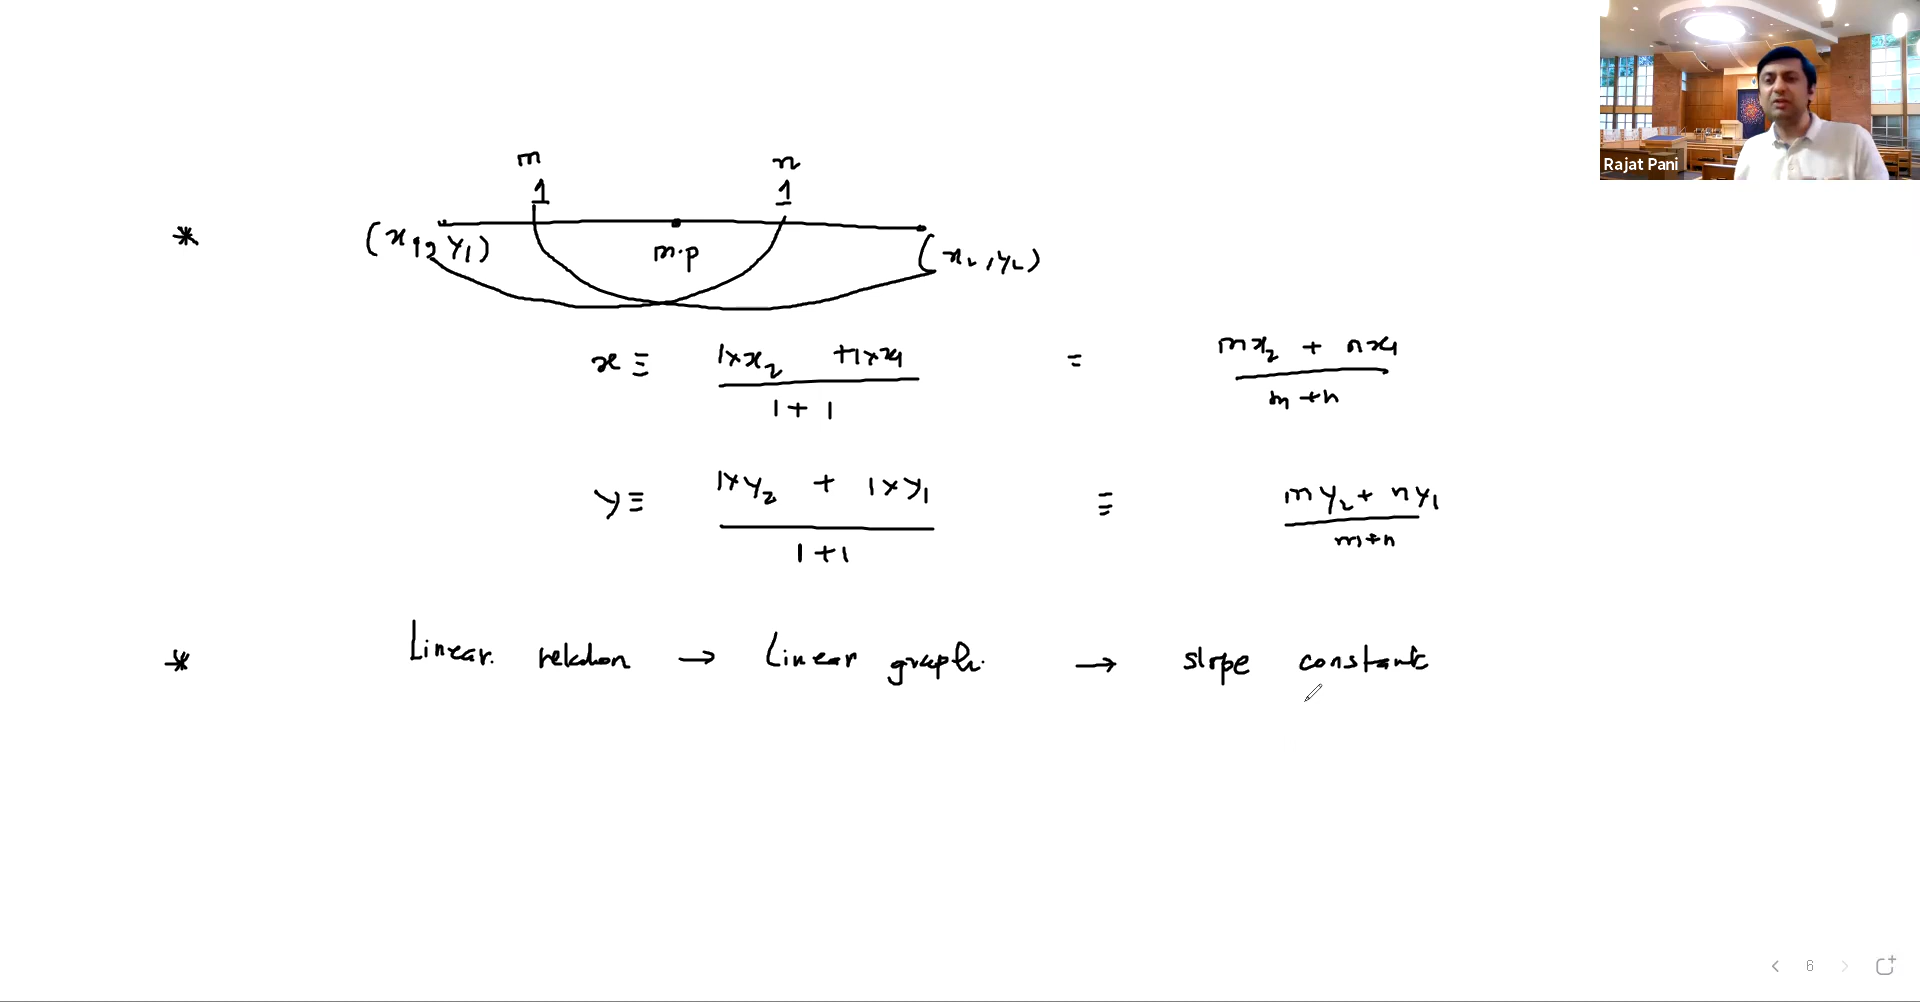 Rajat Pani
m n
1 1
* (x₁, y₁) m.p (x₂, y₂)
x ≡ 1×x₂ + 1×x₁ / 1 + 1 = mx₂ + nx₁ / m + n
y ≡ 1×y₂ + 1×y₁ / 1 + 1 ≡ my₂ + ny₁ / m + n
* Linear relation → Linear graph → slope constant
6